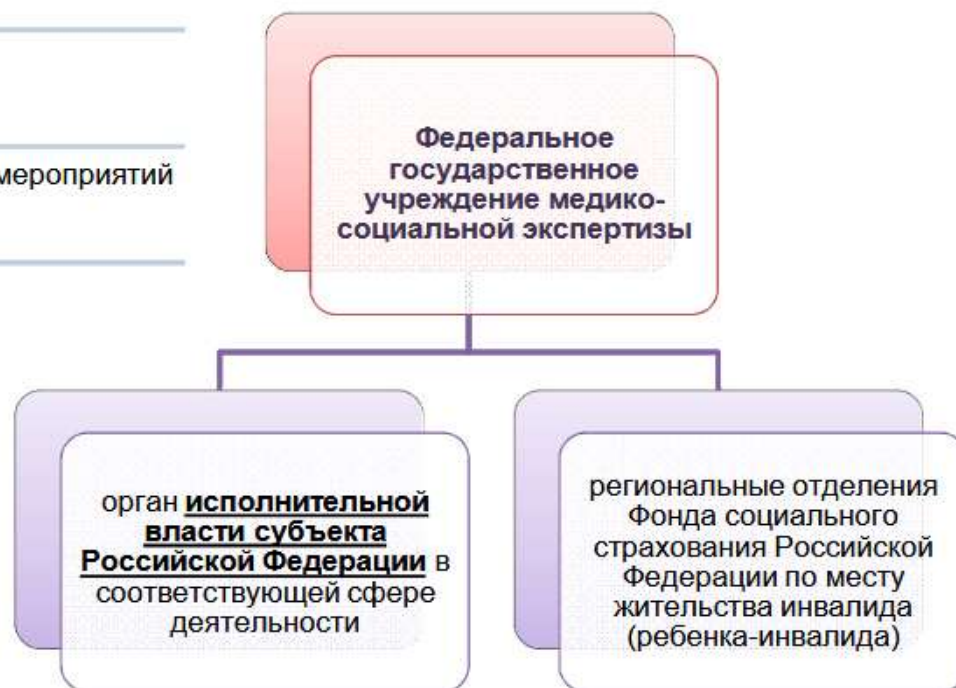 мероприятий
Федеральное
государственное
учреждение медико-
социальной экспертизы
орган исполнительной
власти субъекта
Российской Федерации в
соответствующей сфере
деятельности
региональные отделения
Фонда социального
страхования Российской
Федерации по месту
жительства инвалида
(ребенка-инвалида)